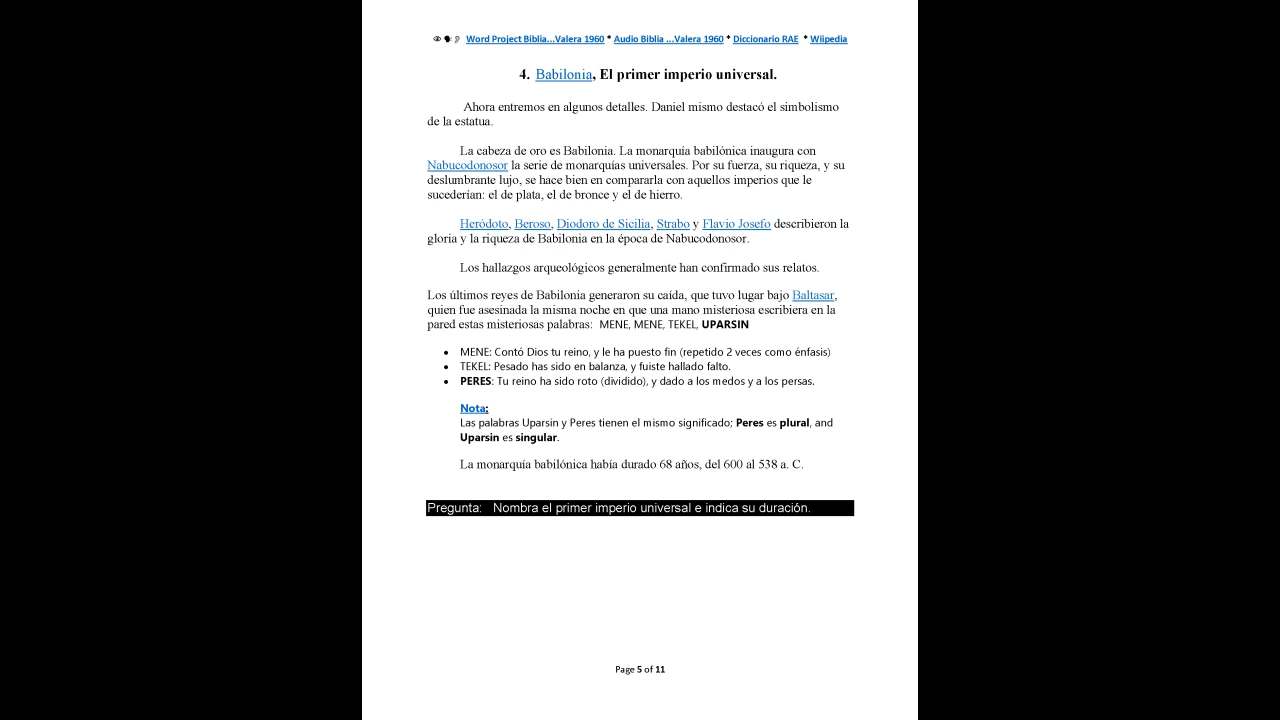 Word Project Biblia...Valera 1960 * Audio Biblia ...Valera 1960 * Diccionario RAE * Wiipedia
4. Babilonia, El primer imperio universal.
Ahora entremos en algunos detalles. Daniel mismo destacó el simbolismo
de la estatua.
La cabeza de oro es Babilonia. La monarquía babilónica inaugura con
Nabucodonosor la serie de monarquías universales. Por su fuerza, su riqueza, y su
deslumbrante lujo, se hace bien en compararla con aquellos imperios que le
sucederían: el de plata, el de bronce y el de hierro.
Heródoto, Beroso, Diodoro de Sicilia, Strabo y Flavio Josefo describieron la
gloria y la riqueza de Babilonia en la época de Nabucodonosor.
Los hallazgos arqueológicos generalmente han confirmado sus relatos.
Los últimos reyes de Babilonia generaron su caída, que tuvo lugar bajo Baltasar,
quien fue asesinada la misma noche en que una mano misteriosa escribiera en la
pared estas misteriosas palabras: MENE, MENE, TEKEL, UPARSIN
• MENE: Contó Dios tu reino, y le ha puesto fin (repetido 2 veces como énfasis)
• TEKEL: Pesado has sido en balanza, y fuiste hallado falto.
• PERES: Tu reino ha sido roto (dividido), y dado a los medos y a los persas.
Nota:
Las palabras Uparsin y Peres tienen el mismo significado; Peres es plural, and
Uparsin es singular.
La monarquía babilónica había durado 68 años, del 600 al 538 a. C.
Pregunta: Nombra el primer imperio universal e indica su duración.
Page 5 of 11